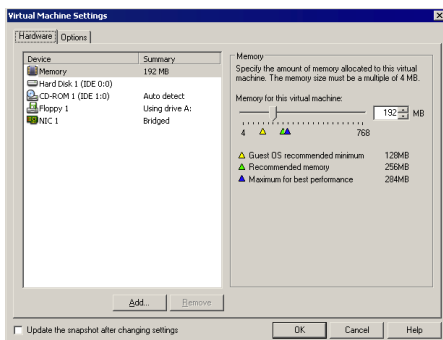 Virtual Machine Settings
Hardware Options
Device Summary
Memory 192 MB
Hard Disk 1 (IDE 0:0)
CD-ROM 1 (IDE 1:0) Auto detect
Floppy 1 Using drive A:
NIC 1 Bridged
Add... Remove
Memory
Specify the amount of memory allocated to this virtual
machine. The memory size must be a multiple of 4 MB.
Memory for this virtual machine:
192 MB
4 768
Guest OS recommended minimum 128MB
Recommended memory 256MB
Maximum for best performance 284MB
Update the snapshot after changing settings
OK Cancel Help